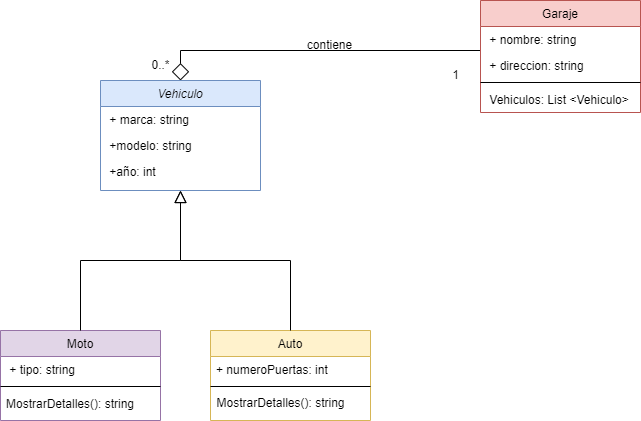 Garaje
+ nombre: string
+ direccion: string
Vehiculos: List <Vehiculo>
contiene
0..*
1
Vehiculo
+ marca: string
+modelo: string
+año: int
Moto
+ tipo: string
MostrarDetalles(): string
Auto
+ numeroPuertas: int
MostrarDetalles(): string